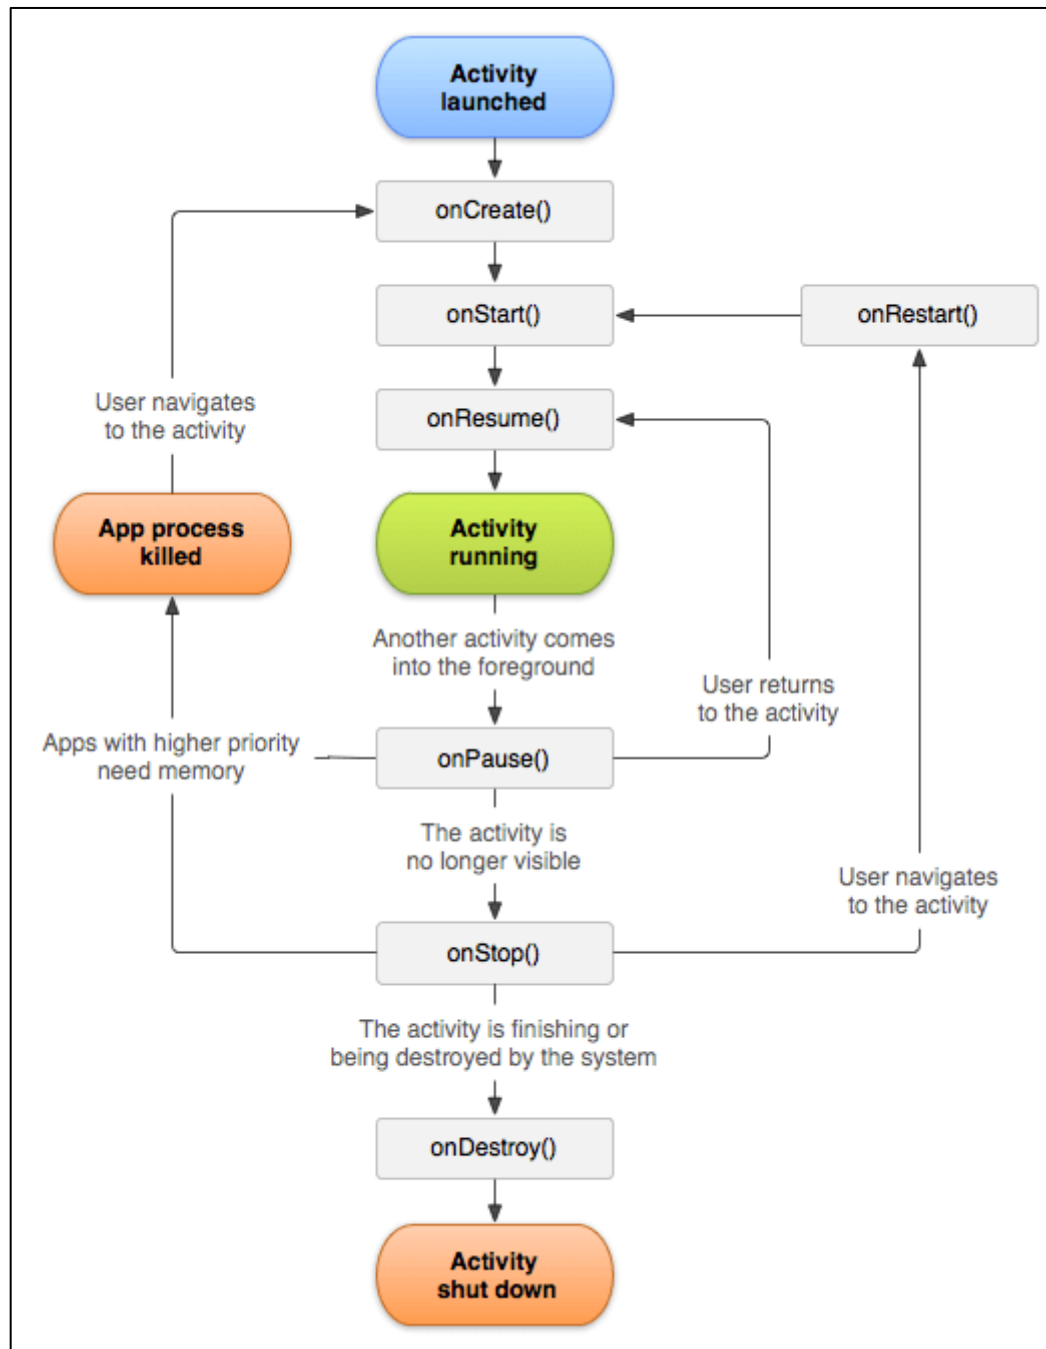 Activity
launched
onCreate()
onStart()
onRestart()
onResume()
User navigates
to the activity
App process
killed
Activity
running
Another activity comes
into the foreground
User returns
to the activity
Apps with higher priority
need memory
onPause()
The activity is
no longer visible
User navigates
to the activity
onStop()
The activity is finishing or
being destroyed by the system
onDestroy()
Activity
shut down